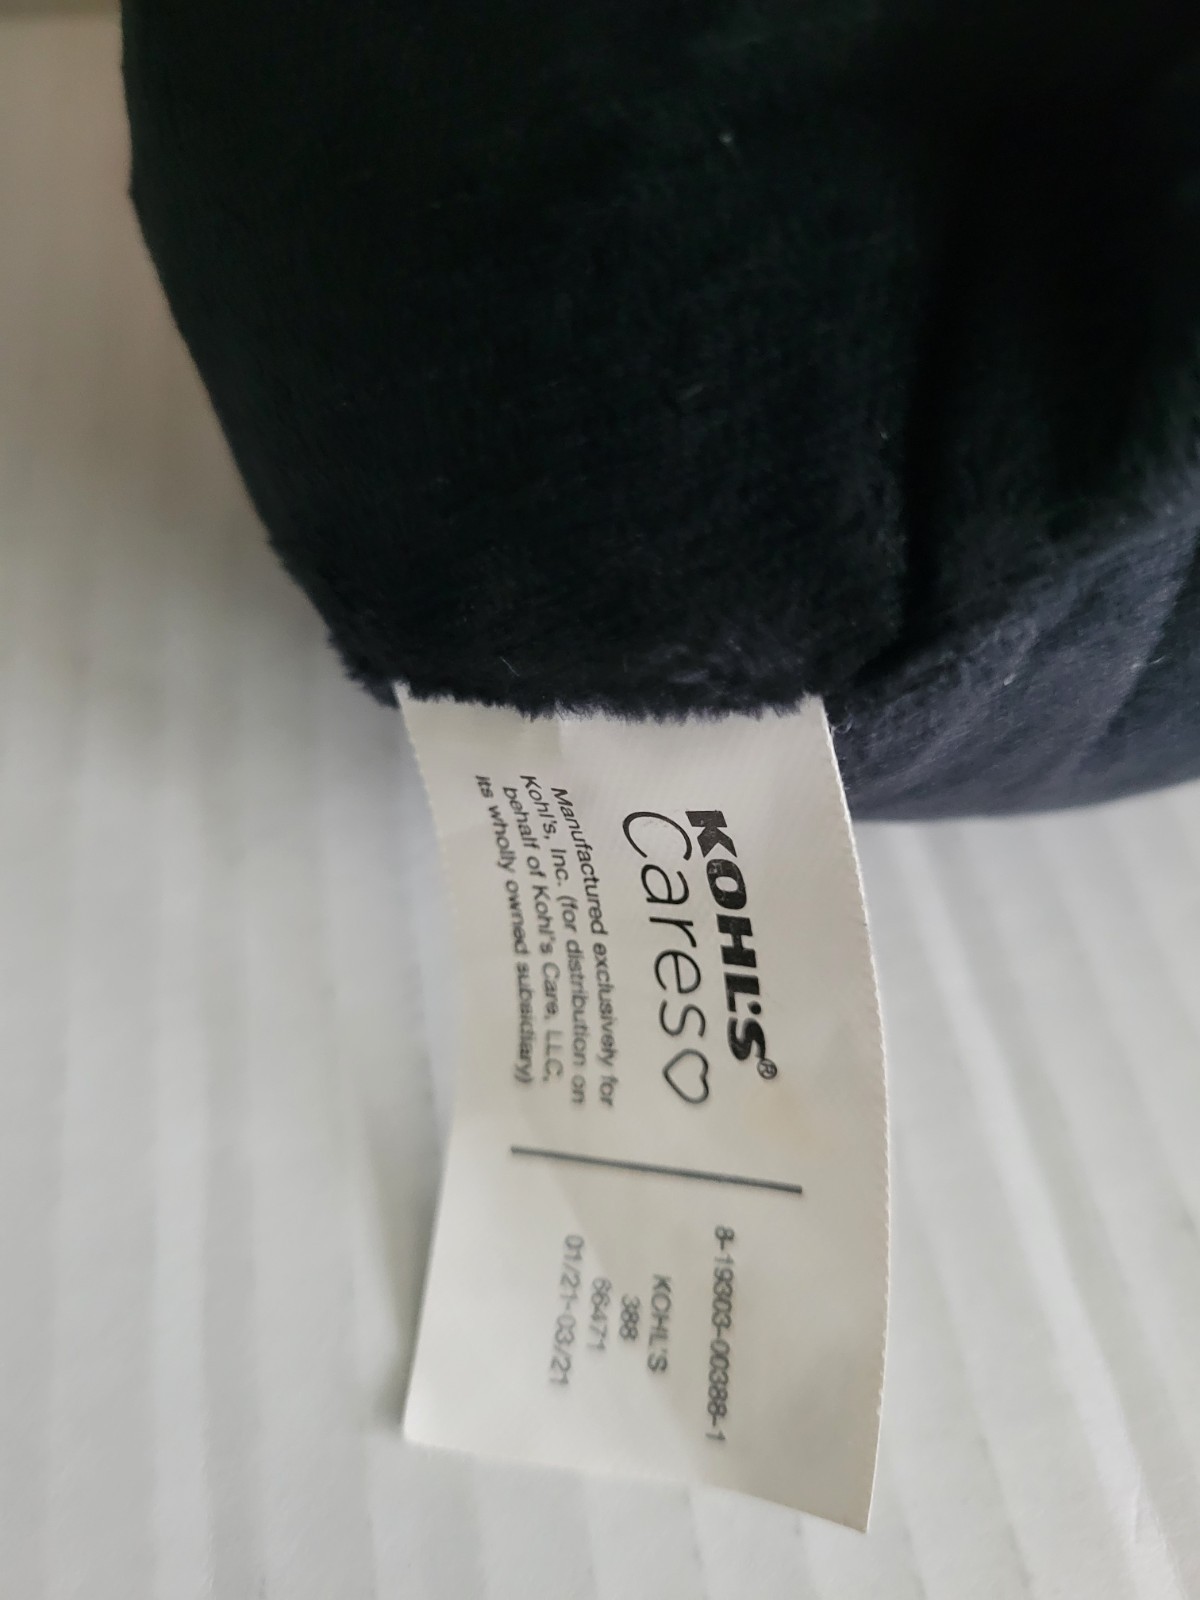 KOHL'S®
Cares♡
Manufactured exclusively for
Kohl's, Inc. (for distribution on
behalf of Kohl's Care, LLC,
its wholly owned subsidiary)
8-19303-00388-1
KOHL'S
388
66471
01/21-03/21